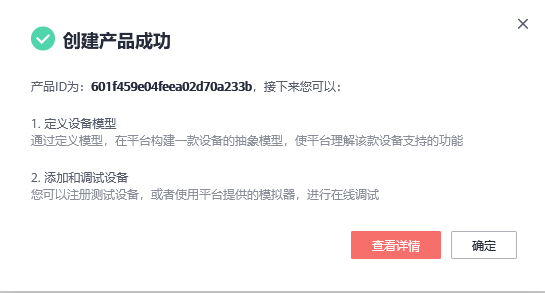 创建产品成功
产品ID为：601f459e04feea02d70a233b，接下来您可以：
1. 定义设备模型
通过定义模型，在平台构建一款设备的抽象模型，使平台理解该款设备支持的功能
2. 添加和调试设备
您可以注册测试设备，或者使用平台提供的模拟器，进行在线调试
查看详情
确定